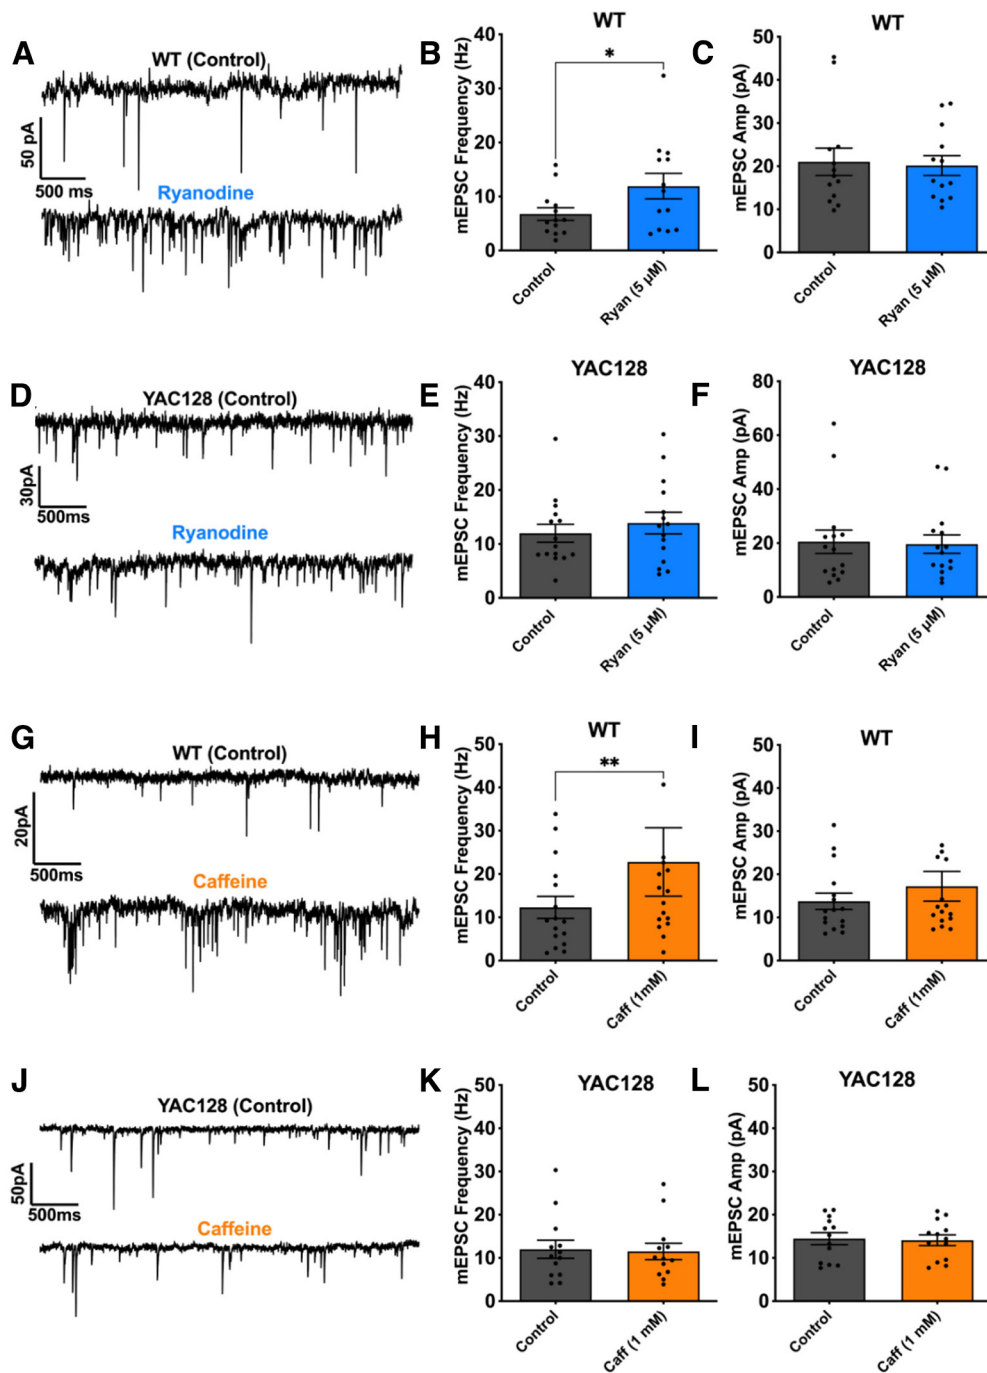 A
WT (Control)
50 pA
500 ms
Ryanodine
B
WT
mEPSC Frequency (Hz)
40
30
20
10
0
*
Control
Ryan (5 µM)
C
WT
mEPSC Amp (pA)
50
40
30
20
10
0
Control
Ryan (5 µM)
D
YAC128 (Control)
30pA
500ms
Ryanodine
E
YAC128
mEPSC Frequency (Hz)
40
30
20
10
0
Control
Ryan (5 µM)
F
YAC128
mEPSC Amp (pA)
80
60
40
20
0
Control
Ryan (5 µM)
G
WT (Control)
20pA
500ms
Caffeine
H
WT
mEPSC Frequency (Hz)
50
40
30
20
10
0
**
Control
Caff (1mM)
I
WT
mEPSC Amp (pA)
50
40
30
20
10
0
Control
Caff (1mM)
J
YAC128 (Control)
50pA
500ms
Caffeine
K
YAC128
mEPSC Frequency (Hz)
50
40
30
20
10
0
Control
Caff (1 mM)
L
YAC128
mEPSC Amp (pA)
50
40
30
20
10
0
Control
Caff (1 mM)